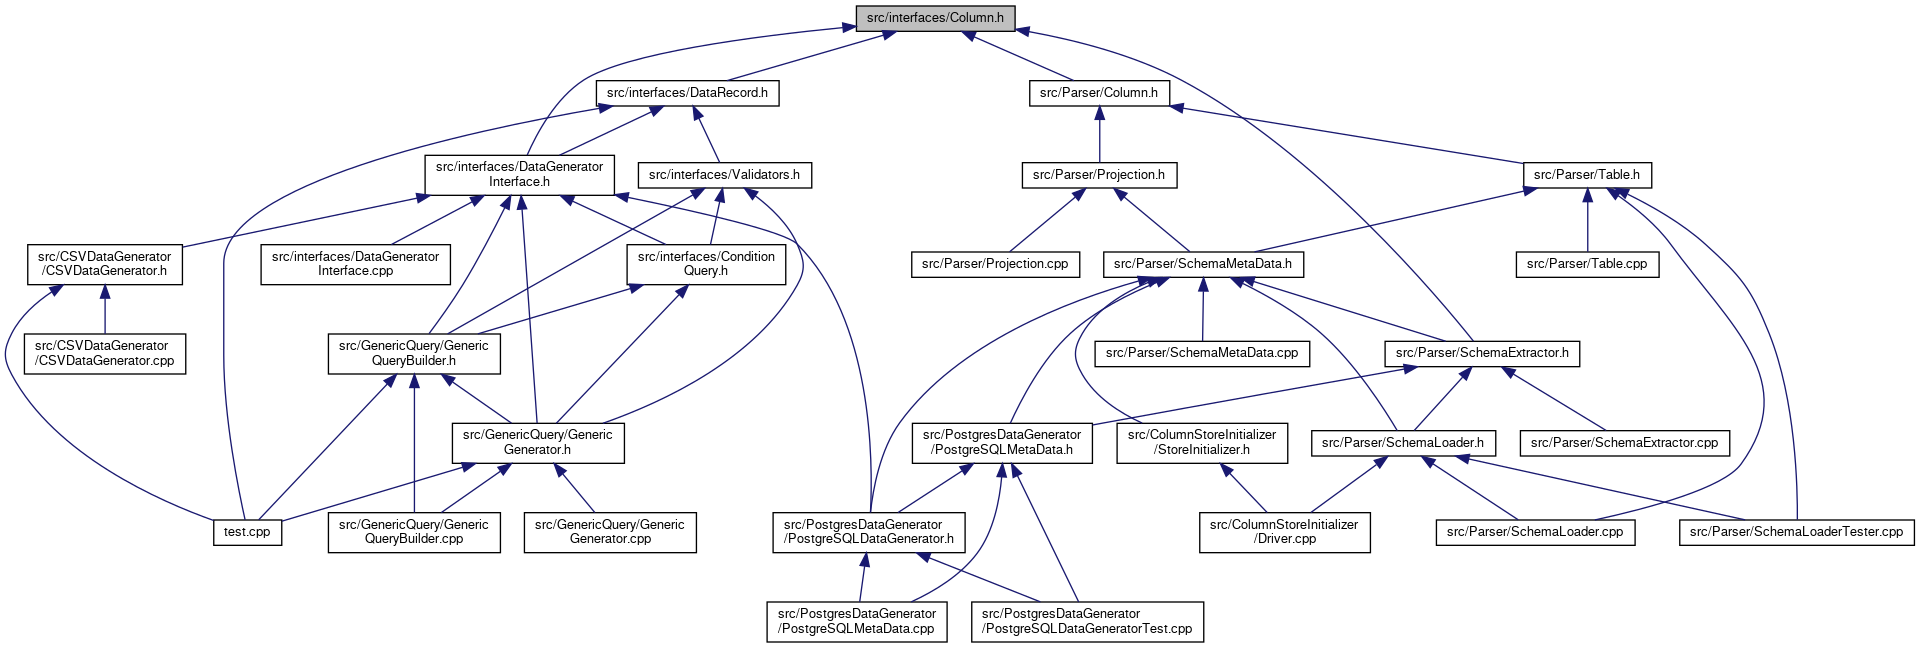 src/interfaces/Column.h
src/interfaces/DataRecord.h
src/Parser/Column.h
src/interfaces/DataGenerator
Interface.h
src/interfaces/Validators.h
src/Parser/Projection.h
src/Parser/Table.h
src/CSVDataGenerator
/CSVDataGenerator.h
src/interfaces/DataGenerator
Interface.cpp
src/interfaces/Condition
Query.h
src/Parser/Projection.cpp
src/Parser/SchemaMetaData.h
src/Parser/Table.cpp
src/CSVDataGenerator
/CSVDataGenerator.cpp
src/GenericQuery/Generic
QueryBuilder.h
src/Parser/SchemaMetaData.cpp
src/Parser/SchemaExtractor.h
src/GenericQuery/Generic
Generator.h
src/PostgresDataGenerator
/PostgreSQLMetaData.h
src/ColumnStoreInitializer
/StoreInitializer.h
src/Parser/SchemaLoader.h
src/Parser/SchemaExtractor.cpp
test.cpp
src/GenericQuery/Generic
QueryBuilder.cpp
src/GenericQuery/Generic
Generator.cpp
src/PostgresDataGenerator
/PostgreSQLDataGenerator.h
src/ColumnStoreInitializer
/Driver.cpp
src/Parser/SchemaLoader.cpp
src/Parser/SchemaLoaderTester.cpp
src/PostgresDataGenerator
/PostgreSQLMetaData.cpp
src/PostgresDataGenerator
/PostgreSQLDataGeneratorTest.cpp